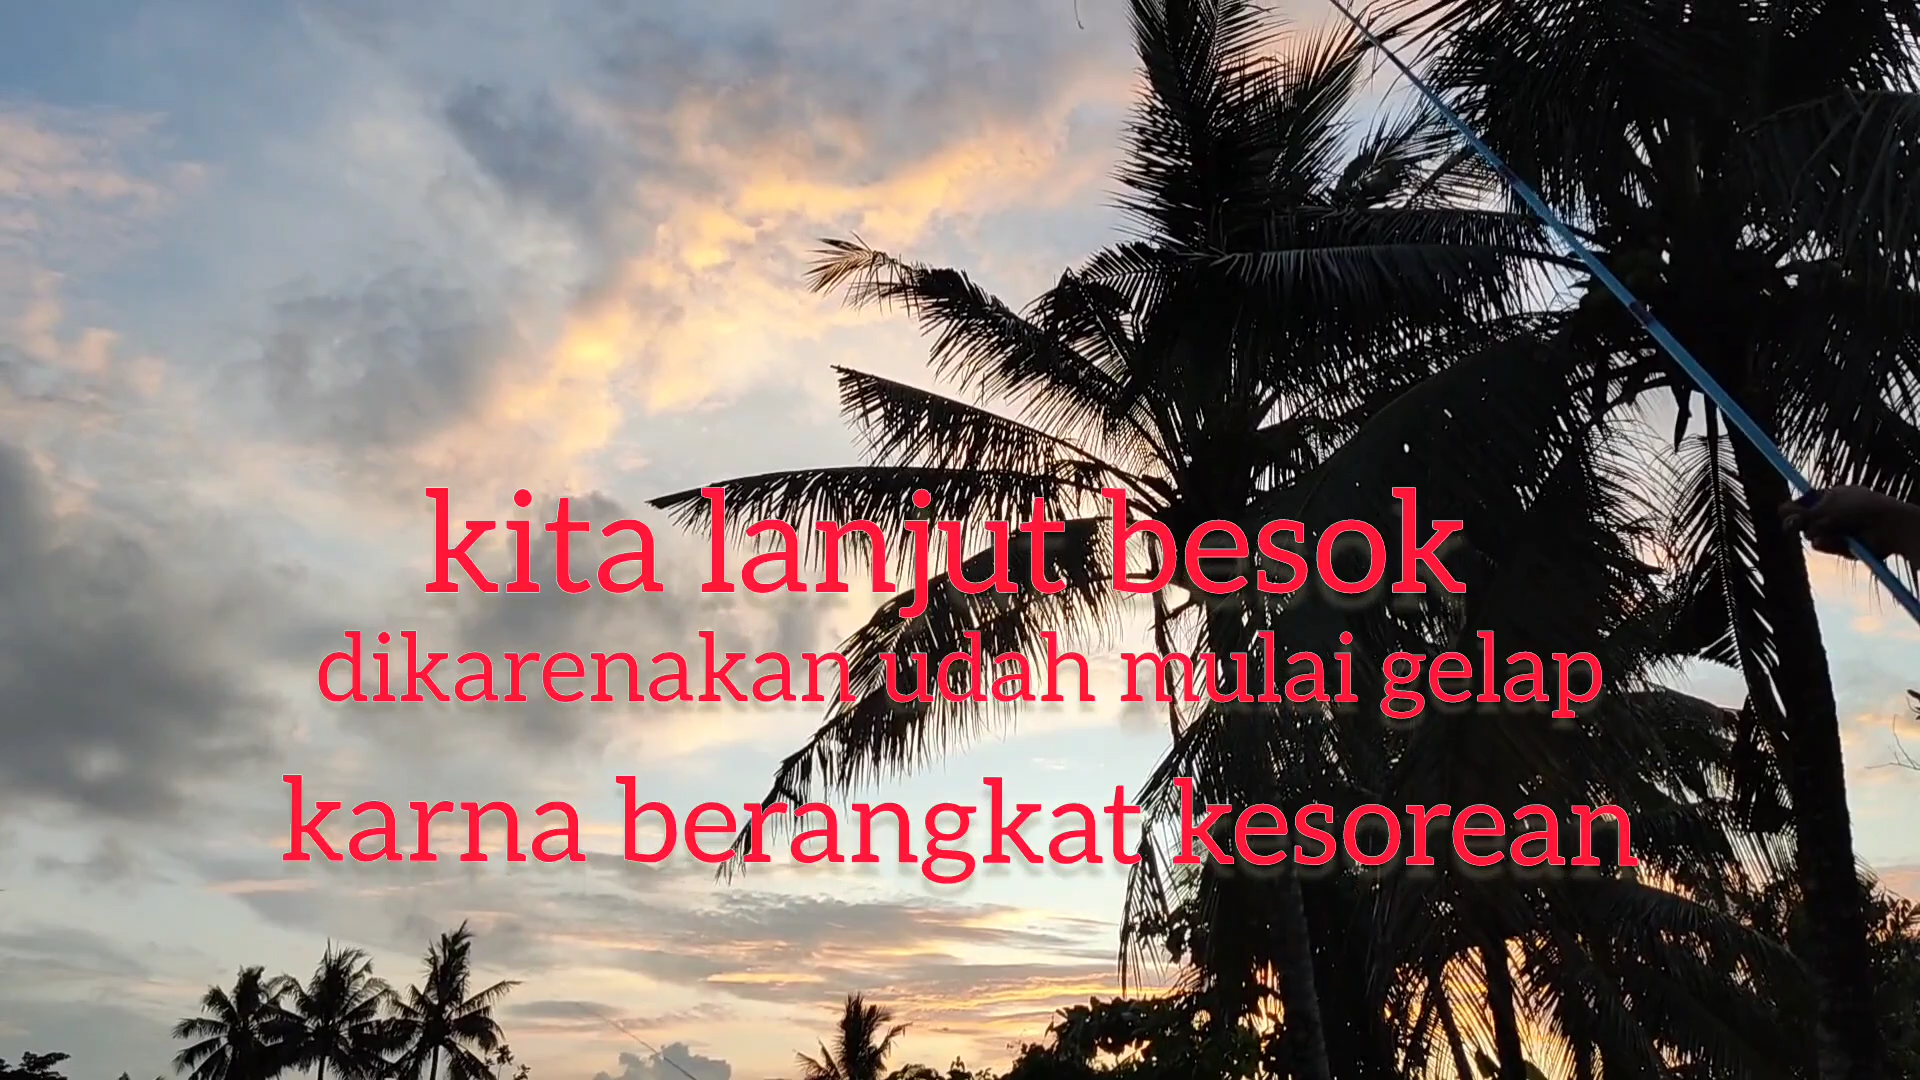 kita lanjut besok
dikarenakan udah mulai gelap
karna berangkat kesorean